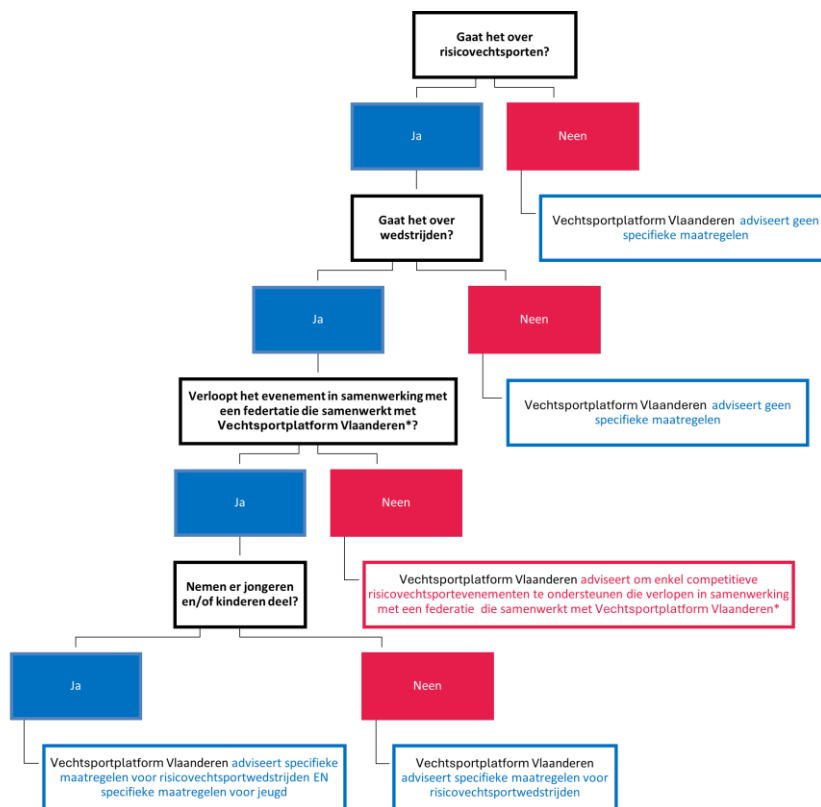 Gaat het over
risicovechtsporten?
Ja
Neen
Gaat het over
wedstrijden?
Vechtsportplatform Vlaanderen adviseert geen
specifieke maatregelen
Ja
Neen
Verloopt het evenement in samenwerking met
een federtatie die samenwerkt met
Vechtsportplatform Vlaanderen*?
Vechtsportplatform Vlaanderen adviseert geen
specifieke maatregelen
Ja
Neen
Nemen er jongeren
en/of kinderen deel?
Vechtsportplatform Vlaanderen adviseert om enkel competitieve
risicovechtsportevenementen te ondersteunen die verlopen in samenwerking
met een federatie die samenwerkt met Vechtsportplatform Vlaanderen*
Ja
Neen
Vechtsportplatform Vlaanderen adviseert specifieke
maatregelen voor risicovechtsportwedstrijden EN
specifieke maatregelen voor jeugd
Vechtsportplatform Vlaanderen
adviseert specifieke maatregelen voor
risicovechtsportwedstrijden